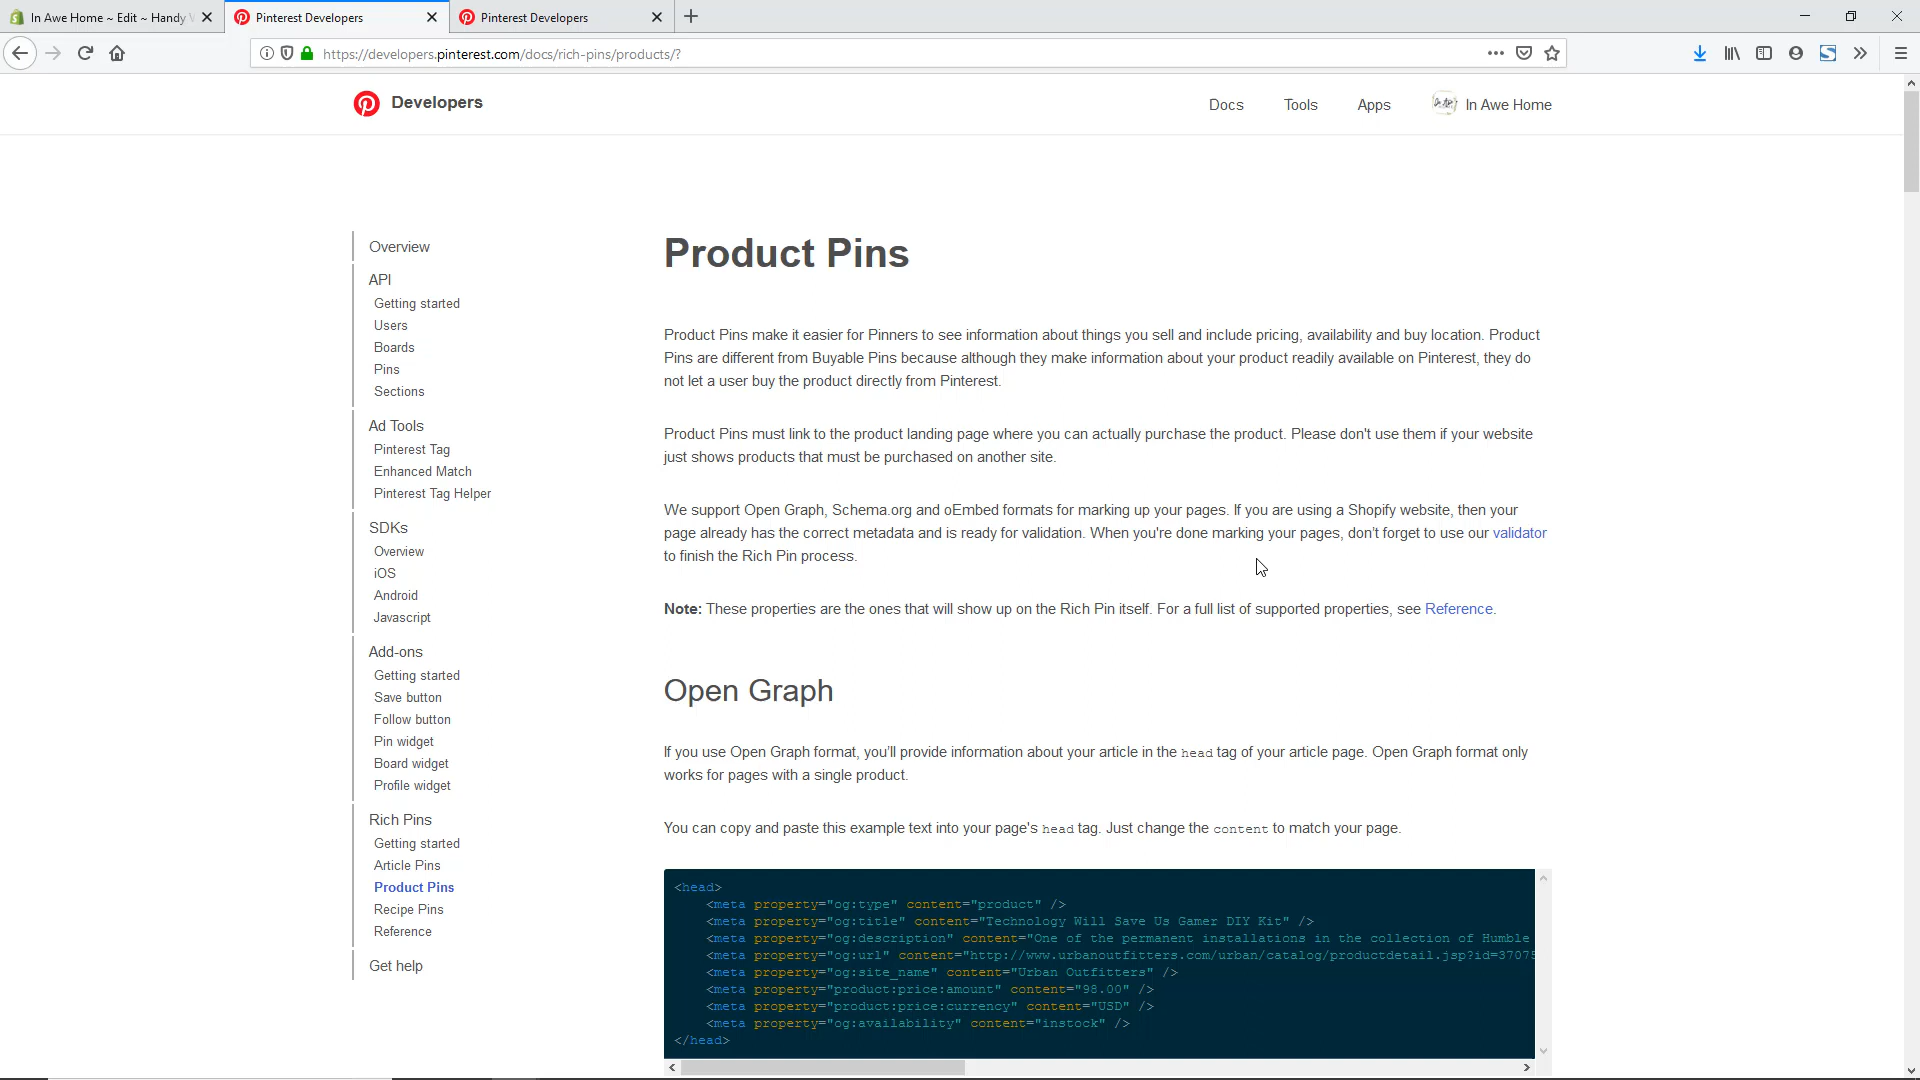 In Awe Home ~ Edit ~ Handy
Pinterest Developers
Pinterest Developers
https://developers.pinterest.com/docs/rich-pins/products/?
Developers
Docs
Tools
Apps
In Awe Home
Overview
API
Getting started
Users
Boards
Pins
Sections
Ad Tools
Pinterest Tag
Enhanced Match
Pinterest Tag Helper
SDKs
Overview
iOS
Android
Javascript
Add-ons
Getting started
Save button
Follow button
Pin widget
Board widget
Profile widget
Rich Pins
Getting started
Article Pins
Product Pins
Recipe Pins
Reference
Get help
Product Pins
Product Pins make it easier for Pinners to see information about things you sell and include pricing, availability and buy location. Product
Pins are different from Buyable Pins because although they make information about your product readily available on Pinterest, they do
not let a user buy the product directly from Pinterest.
Product Pins must link to the product landing page where you can actually purchase the product. Please don't use them if your website
just shows products that must be purchased on another site.
We support Open Graph, Schema.org and oEmbed formats for marking up your pages. If you are using a Shopify website, then your
page already has the correct metadata and is ready for validation. When you're done marking your pages, don't forget to use our validator
to finish the Rich Pin process.
Note: These properties are the ones that will show up on the Rich Pin itself. For a full list of supported properties, see Reference.
Open Graph
If you use Open Graph format, you'll provide information about your article in the head tag of your article page. Open Graph format only
works for pages with a single product.
You can copy and paste this example text into your page's head tag. Just change the content to match your page.
<head>
<meta property="og:type" content="product" />
<meta property="og:title" content="Technology Will Save Us Gamer DIY Kit" />
<meta property="og:description" content="One of the permanent installations in the collection of Humble
<meta property="og:url" content="http://www.urbanoutfitters.com/urban/catalog/productdetail.jsp?id=37075
<meta property="og:site_name" content="Urban Outfitters" />
<meta property="product:price:amount" content="98.00" />
<meta property="product:price:currency" content="USD" />
<meta property="og:availability" content="instock" />
</head>